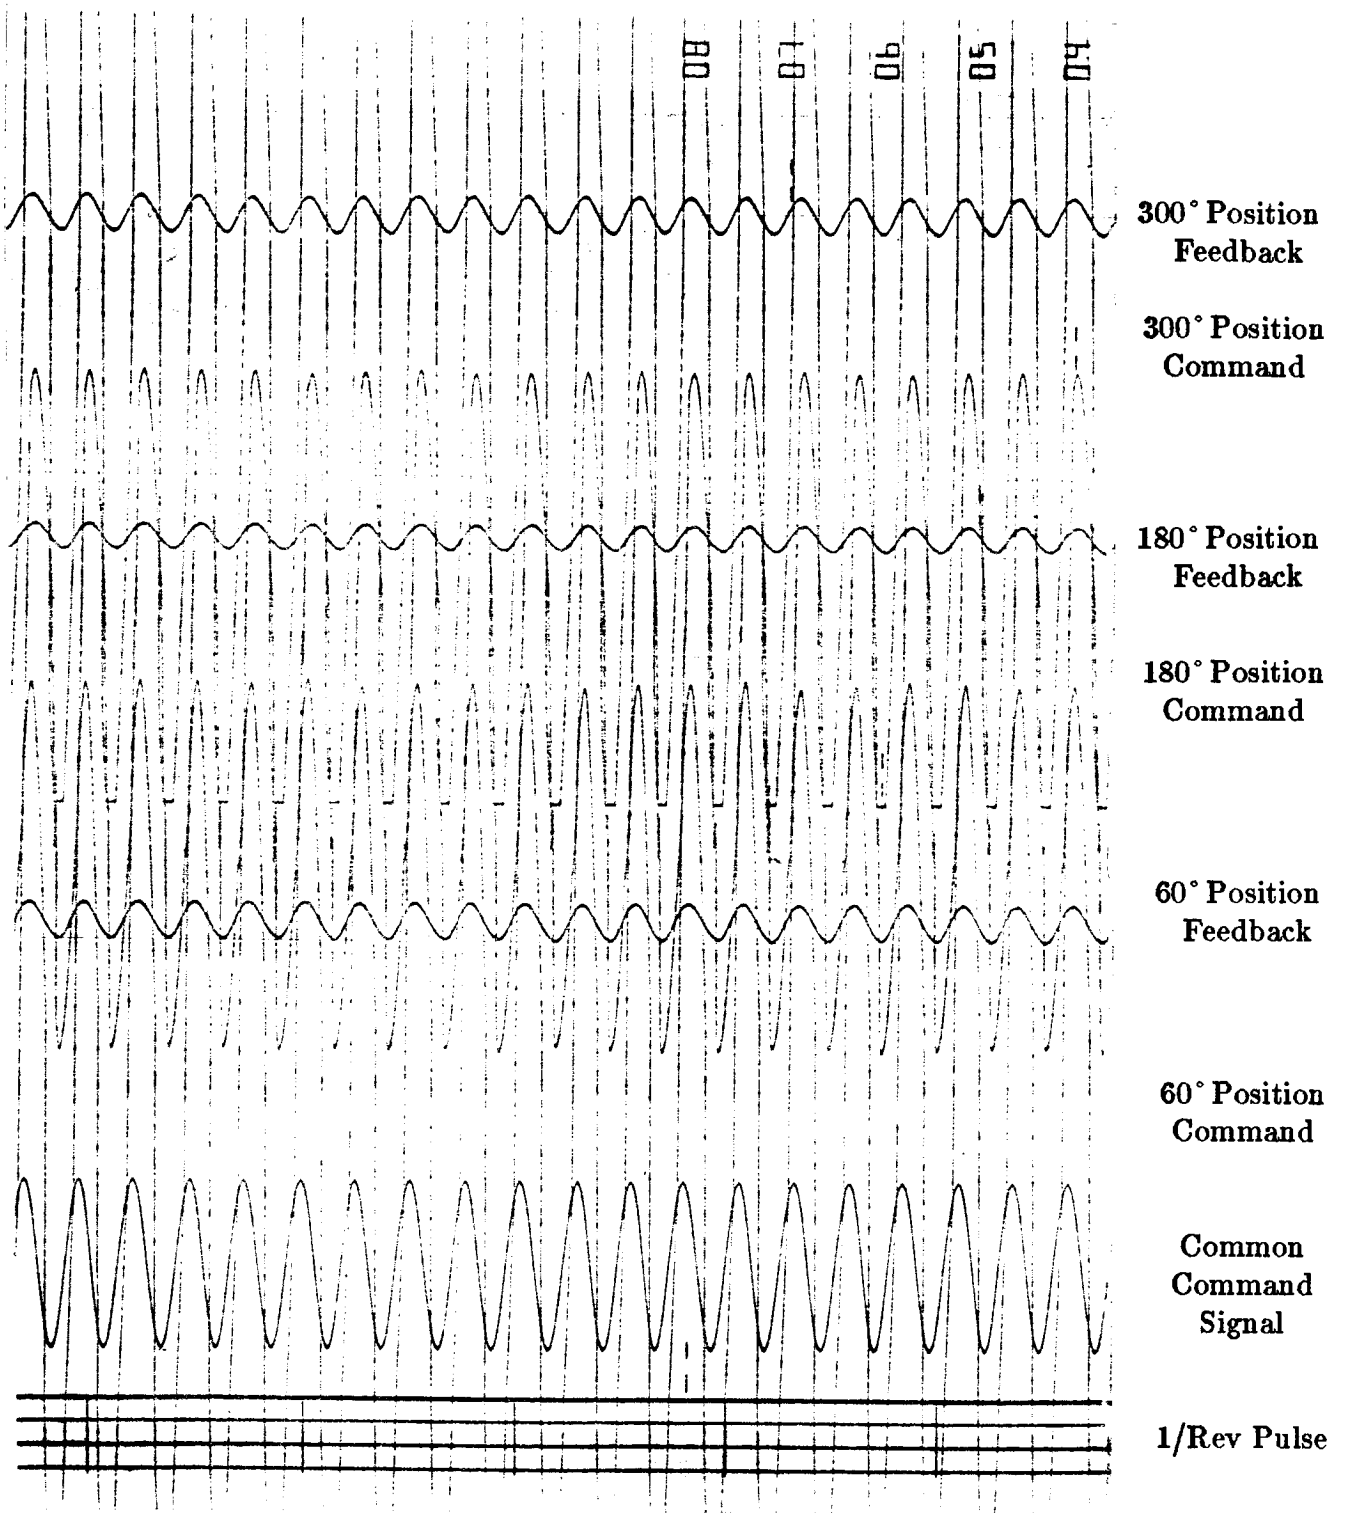 08 07 06 05 04
300° Position
Feedback
300° Position
Command
180° Position
Feedback
180° Position
Command
60° Position
Feedback
60° Position
Command
Common
Command
Signal
1/Rev Pulse